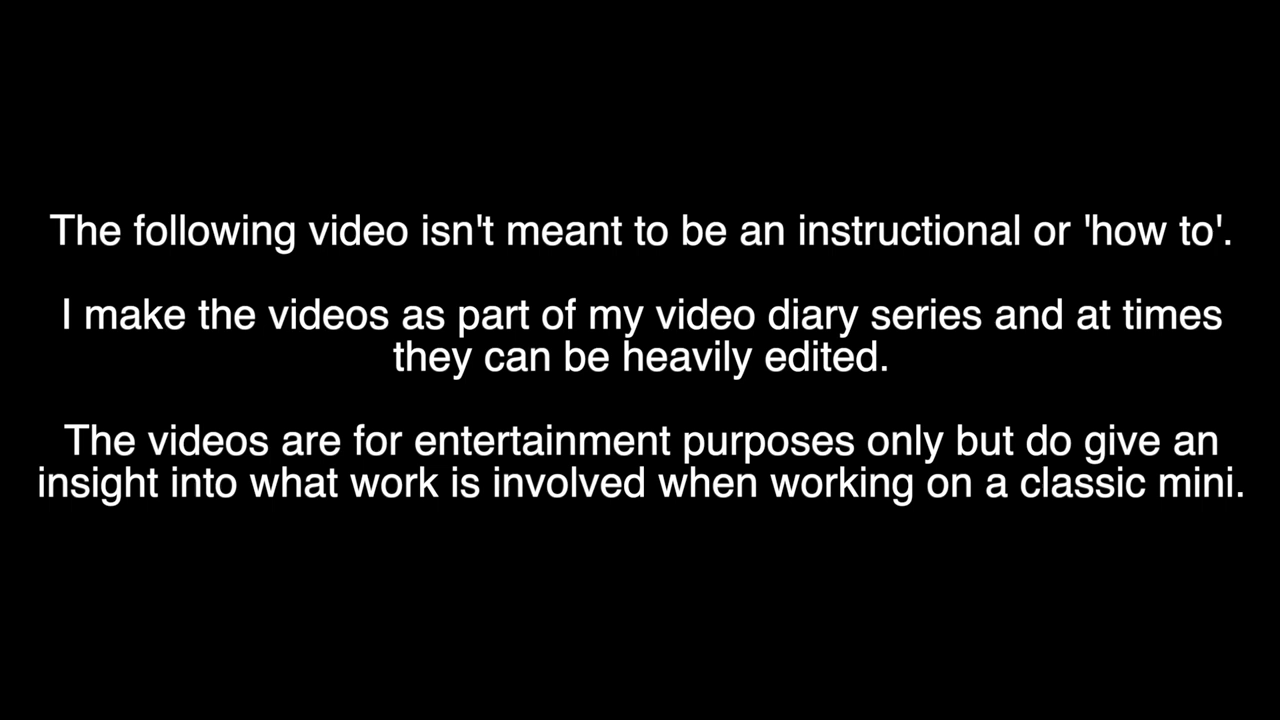 The following video isn't meant to be an instructional or 'how to'.
I make the videos as part of my video diary series and at times
they can be heavily edited.
The videos are for entertainment purposes only but do give an
insight into what work is involved when working on a classic mini.